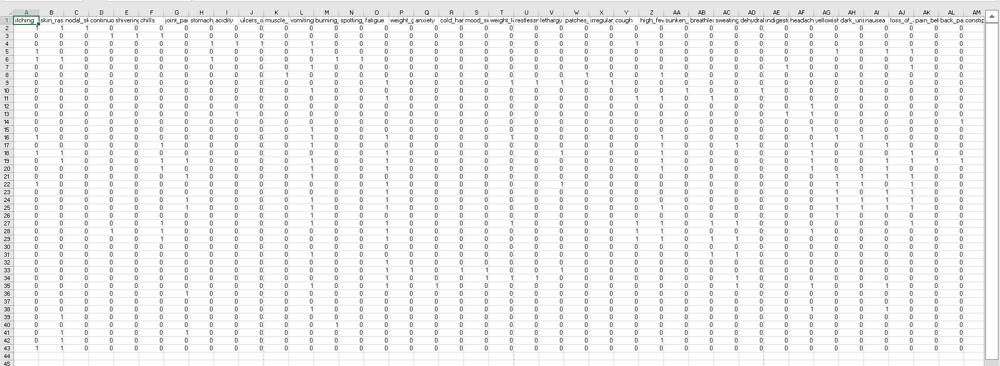 A B C D E F G H I J K L M N O P Q R S T U V W X Y Z AA AB AC AD AE AF AG AH AI AJ AK AL AM
1 itching_ skin_ras nodal_sk continuo shivering chills joint_pai stomach acidity ulcers_o muscle_ vomiting burning_ spotting_ fatigue weight_g anxiety cold_har mood_sv weight_l restlessn lethargy patches_ irregular_ cough high_fev sunken_ breathles sweating dehydrat indigesti headach yellowish dark_urin nausea loss_of_ pain_beh back_pa constip
2 1 1 1 0 0 0 0 0 0 0 0 0 0 0 0 0 0 0 0 0 0 0 0 0 0 0 0 0 0 0 0 0 0 0 0 0 0 0
3 0 0 0 1 1 1 0 0 0 0 0 0 0 0 0 0 0 0 0 0 0 0 0 0 0 0 0 0 0 0 0 0 0 0 0 0 0 0
4 0 0 0 0 0 0 0 1 1 1 0 1 0 0 0 0 0 0 0 0 0 0 0 0 1 0 0 0 0 0 0 0 0 0 0 0 0 0
5 1 0 0 0 0 0 0 0 0 0 0 1 0 0 0 0 0 0 0 0 0 0 0 0 0 0 0 0 0 0 0 0 1 0 1 1 0 0
6 1 1 0 0 0 0 0 1 0 0 0 0 1 1 0 0 0 0 0 0 0 0 0 0 0 0 0 0 0 0 0 0 0 0 0 0 0 0
7 0 0 0 0 0 0 0 0 0 0 0 1 0 0 0 0 0 0 0 0 0 0 0 0 0 0 0 0 0 0 1 0 0 0 0 1 0 0
8 0 0 0 0 0 0 0 0 0 0 1 0 0 0 0 0 0 0 0 0 0 0 1 0 0 1 0 0 0 0 0 0 0 0 0 0 0 0
9 0 0 0 0 0 0 0 0 0 0 0 0 0 0 1 0 0 0 0 1 1 1 0 1 0 0 0 0 0 0 0 0 0 0 0 0 0 0
10 0 0 0 0 0 0 0 0 0 0 0 1 0 0 0 0 0 0 0 0 0 0 0 0 0 0 1 0 0 1 0 0 0 0 0 0 0 0
11 0 0 0 0 0 0 0 0 0 0 0 0 0 0 1 0 0 0 0 0 0 0 0 0 1 1 0 1 0 0 0 0 0 0 0 0 0 0
12 0 0 0 0 0 0 0 0 0 0 0 0 0 0 0 0 0 0 0 0 0 0 0 0 0 0 0 0 0 0 0 1 0 0 0 0 0 0
13 0 0 0 0 0 0 0 0 1 0 0 0 0 0 0 0 0 0 0 0 0 0 0 0 0 0 0 0 0 0 1 1 0 0 0 0 0 0
14 0 0 0 0 0 0 0 0 0 0 0 0 0 0 0 0 0 0 0 0 0 0 0 0 0 0 0 0 0 0 0 0 0 0 0 0 0 1
15 0 0 0 0 0 0 0 0 0 0 0 1 0 0 0 0 0 0 0 0 0 0 0 0 0 0 0 0 0 0 0 1 0 0 0 0 0 0
16 1 0 0 0 0 0 0 0 0 0 0 1 0 0 1 0 0 0 0 1 0 0 0 0 0 1 0 0 0 0 0 0 1 1 0 0 0 0
17 0 0 0 0 0 1 0 0 0 0 0 1 0 0 0 0 0 0 0 0 0 0 0 0 0 1 0 0 1 0 0 1 0 0 1 0 0 0
18 1 1 0 0 0 0 0 0 0 0 0 0 0 0 1 0 0 0 0 0 0 1 0 0 0 1 0 0 0 0 0 1 0 0 0 1 0 0
19 0 1 0 0 0 1 1 0 0 0 0 1 0 0 1 0 0 0 0 0 0 0 0 0 0 1 0 0 0 0 0 1 0 0 1 1 1 1
20 0 0 0 0 0 1 0 0 0 0 0 1 0 0 1 0 0 0 0 0 0 0 0 0 0 1 0 0 0 0 0 1 0 0 1 0 0 0
21 0 0 0 0 0 0 1 0 0 0 0 1 0 0 0 0 0 0 0 0 0 0 0 0 0 0 0 0 0 0 0 0 1 1 1 1 0 0
22 1 0 0 0 0 0 0 0 0 0 0 0 0 0 1 0 0 0 0 0 0 1 0 0 0 0 0 0 0 0 0 0 1 1 0 1 0 0
23 0 0 0 0 0 0 0 0 0 0 0 0 0 0 1 0 0 0 0 0 0 0 0 0 0 0 0 0 0 0 0 0 1 0 1 1 0 0
24 0 0 0 0 0 0 1 0 0 0 0 1 0 0 1 0 0 0 0 0 0 0 0 0 0 0 0 0 0 0 0 0 1 1 1 1 0 0
25 0 0 0 0 0 0 1 0 0 0 0 1 0 0 1 0 0 0 0 0 0 0 0 0 0 1 0 0 0 0 0 0 1 1 1 1 0 0
26 0 0 0 0 0 0 0 0 0 0 0 1 0 0 1 0 0 0 0 0 0 0 0 0 0 0 0 0 0 0 0 0 1 0 0 0 0 0
27 0 0 0 0 0 1 0 0 0 0 0 1 0 0 1 0 0 0 0 1 0 0 0 0 1 1 0 1 1 0 0 0 0 0 0 1 0 0
28 0 0 0 1 0 1 0 0 0 0 0 0 0 0 1 0 0 0 0 0 0 0 0 0 1 1 0 0 0 0 0 1 0 0 0 0 0 0
29 0 0 0 0 0 1 0 0 0 0 0 0 0 0 1 0 0 0 0 0 0 0 0 0 1 1 0 1 1 0 0 0 0 0 0 0 0 0
30 0 0 0 0 0 0 0 0 0 0 0 0 0 0 0 0 0 0 0 0 0 0 0 0 0 0 0 0 0 0 0 0 0 0 0 0 0 0
31 0 0 0 0 0 0 0 0 0 0 0 1 0 0 0 0 0 0 0 0 0 0 0 0 0 0 0 1 1 0 0 0 0 0 0 0 0 0
32 0 0 0 0 0 0 0 0 0 0 0 0 0 0 1 0 0 0 0 0 0 0 0 0 0 0 0 0 0 0 0 0 0 0 0 0 0 0
33 0 0 0 0 0 0 0 0 0 0 0 0 0 0 1 1 0 1 1 0 0 1 0 0 0 0 0 0 0 0 0 0 0 0 0 0 0 0
34 0 0 0 0 0 0 0 0 0 0 0 0 0 0 1 0 0 0 1 1 1 0 0 0 0 0 0 0 1 0 0 0 0 0 0 0 0 0
35 0 0 0 0 0 0 0 0 0 0 0 1 0 0 1 0 1 0 0 0 0 0 0 0 0 0 0 0 1 0 0 1 0 0 1 0 0 0
36 0 0 0 0 0 0 1 0 0 0 0 0 0 0 0 0 0 0 0 0 0 0 0 0 0 0 0 0 0 0 0 0 0 0 0 0 0 0
37 0 0 0 0 0 0 0 0 0 0 0 0 0 0 0 0 0 0 0 0 0 0 0 0 0 0 0 0 0 0 0 0 0 0 0 0 0 0
38 0 0 0 0 0 0 0 0 0 0 0 1 0 0 0 0 0 0 0 0 0 0 0 0 0 0 0 0 0 0 0 1 0 0 1 0 0 0
39 0 1 0 0 0 0 0 0 0 0 0 0 0 0 0 0 0 0 0 0 0 0 0 0 0 0 0 0 0 0 0 0 0 0 0 0 0 0
40 0 0 0 0 0 0 0 0 0 0 0 0 1 0 0 0 0 0 0 0 0 0 0 0 0 0 0 0 0 0 0 0 0 0 0 0 0 0
41 0 1 0 0 0 0 1 0 0 0 0 0 0 0 0 0 0 0 0 0 0 0 0 0 0 0 0 0 0 0 0 0 0 0 0 0 0 0
42 0 1 0 0 0 0 0 0 0 0 0 0 0 0 0 0 0 0 0 0 0 0 0 0 0 1 0 0 0 0 0 0 0 0 0 0 0 0
43 1 1 0 0 0 0 0 0 0 0 0 0 0 0 0 0 0 0 0 0 0 0 0 0 0 0 0 0 0 0 0 0 0 0 0 0 0 0
44
45